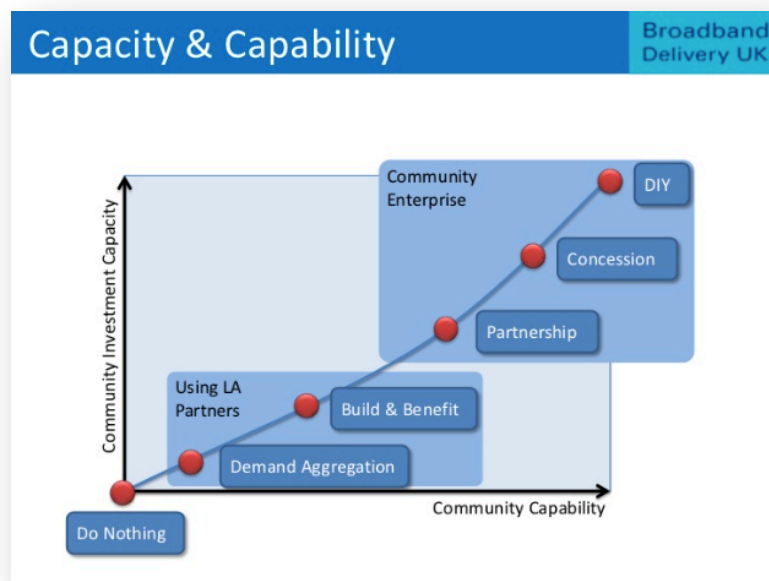 Capacity & Capability
Broadband
Delivery UK
Community Investment Capacity
Community
Enterprise
DIY
Concession
Partnership
Using LA
Partners
Build & Benefit
Demand Aggregation
Community Capability
Do Nothing